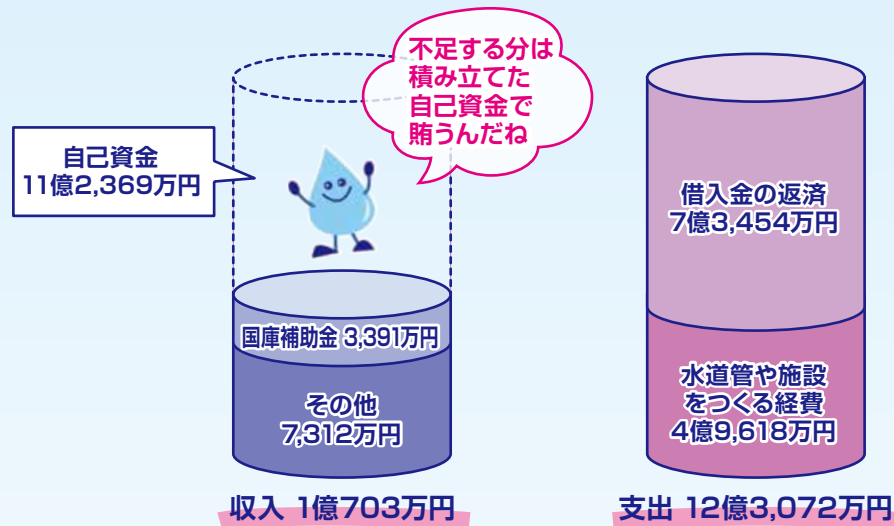 不足する分は
積み立てた
自己資金で
賄うんだね
自己資金
11億2,369万円
国庫補助金 3,391万円
その他
7,312万円
収入 1億703万円
借入金の返済
7億3,454万円
水道管や施設
をつくる経費
4億9,618万円
支出 12億3,072万円